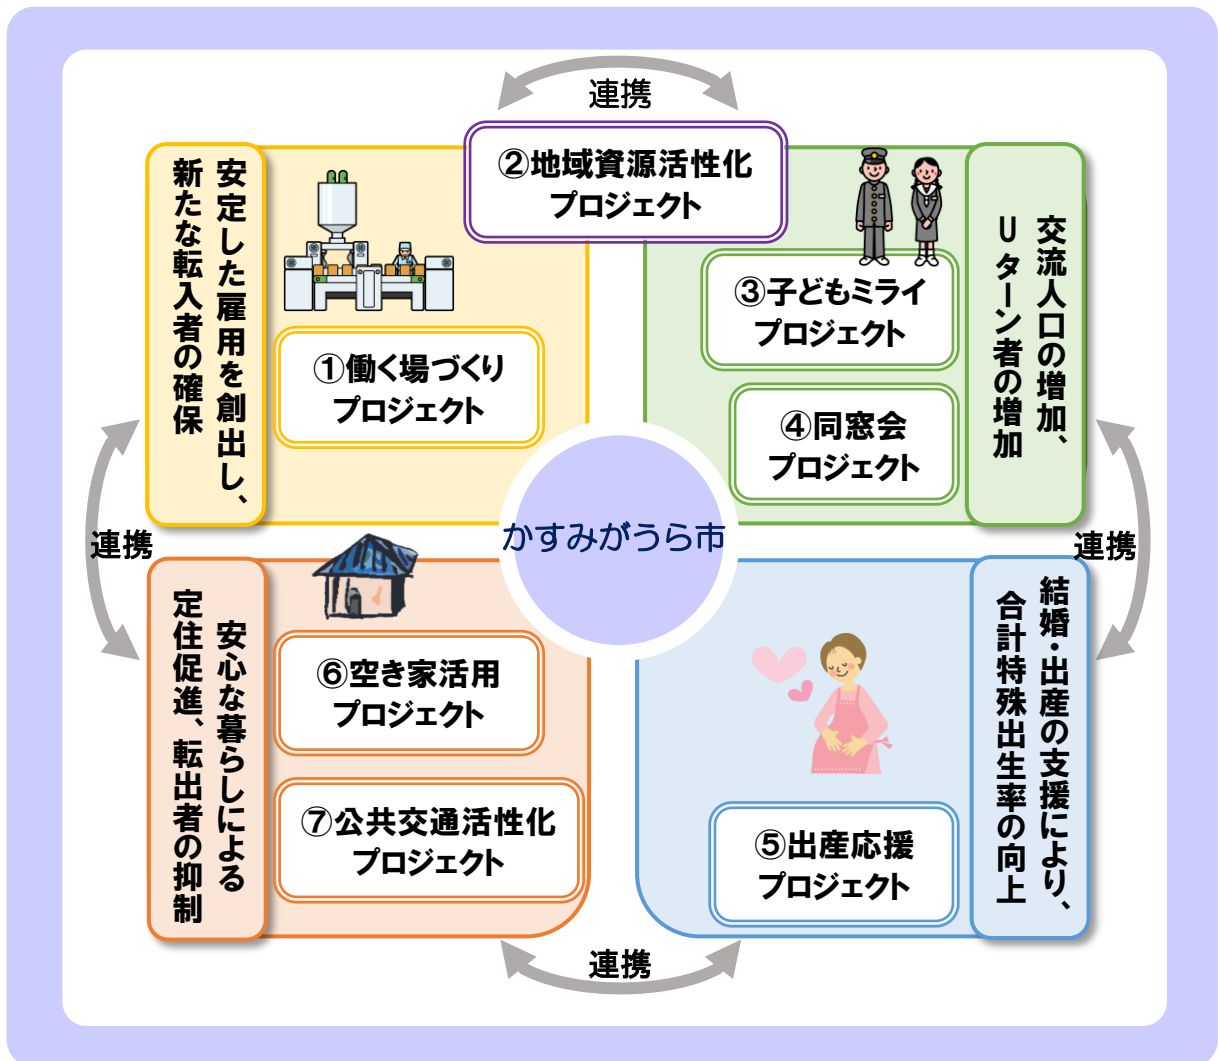 連携
②地域資源活性化
プロジェクト
安定した雇用を創出し、
新たな転入者の確保
①働く場づくり
プロジェクト
③子どもミライ
プロジェクト
④同窓会
プロジェクト
交流人口の増加、
Uターン者の増加
連携
かすみがうら市
連携
安心な暮らしによる
定住促進、転出者の抑制
⑥空き家活用
プロジェクト
⑦公共交通活性化
プロジェクト
結婚・出産の支援により、
合計特殊出生率の向上
⑤出産応援
プロジェクト
連携